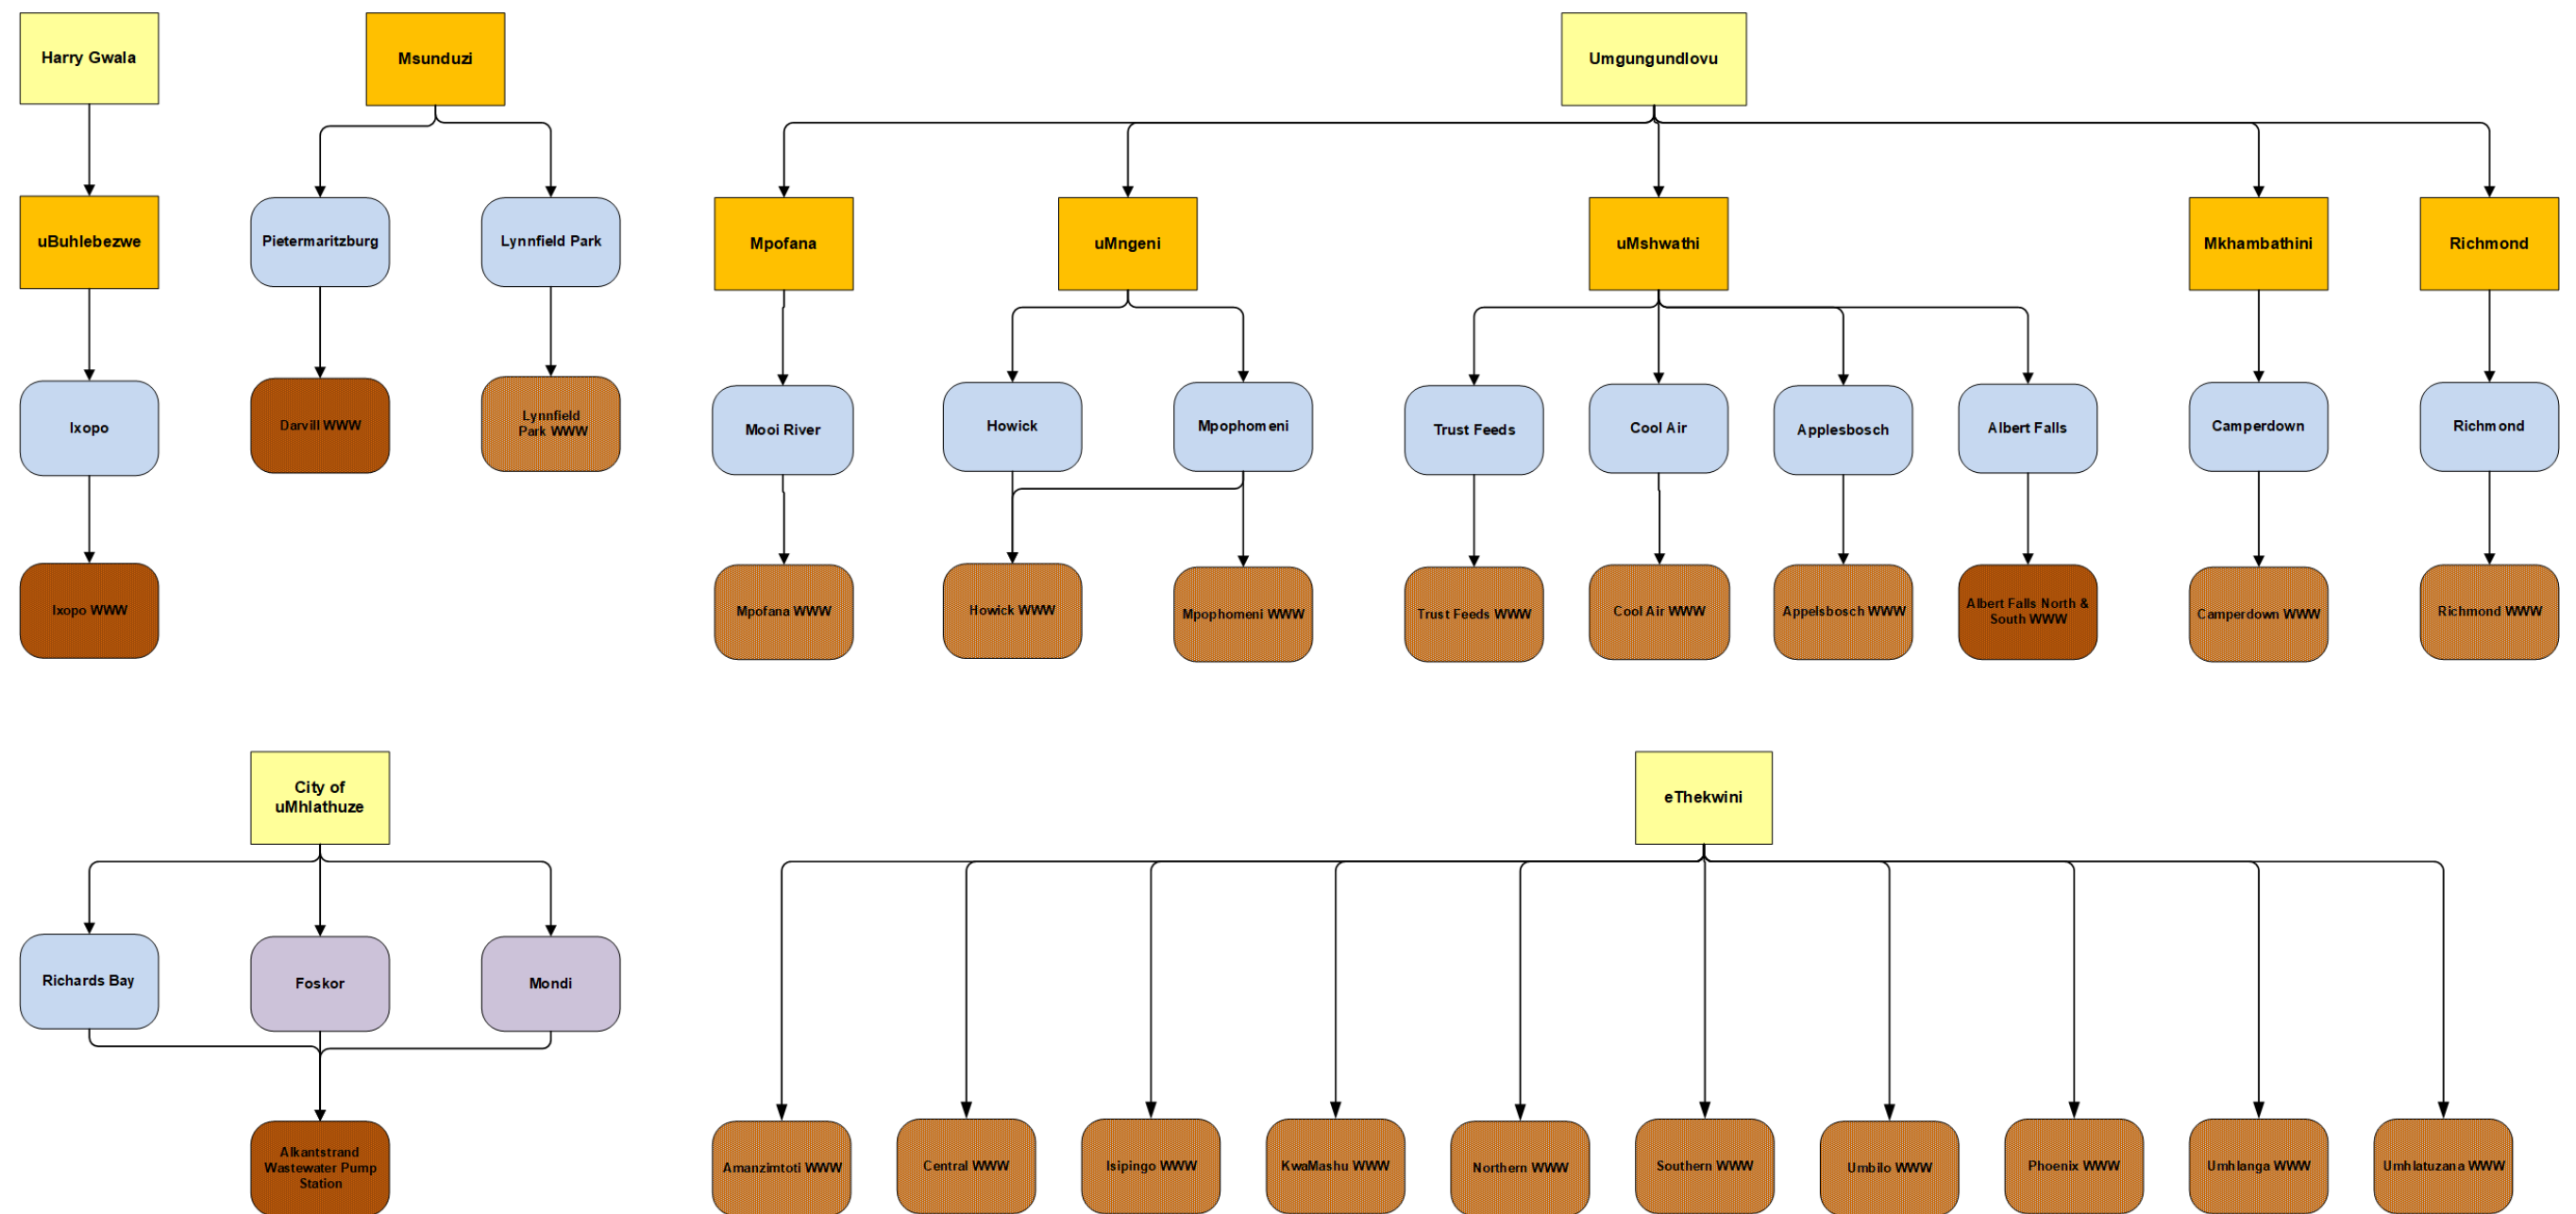 Harry Gwala
Msunduzi
Umgungundlovu
uBuhlebezwe
Pietermaritzburg
Lynnfield Park
Mpofana
uMngeni
uMshwathi
Mkhambathini
Richmond
Ixopo
Darvill WWW
Lynnfield
Park WWW
Mooi River
Howick
Mpophomeni
Trust Feeds
Cool Air
Applesbosch
Albert Falls
Camperdown
Richmond
Ixopo WWW
Mpofana WWW
Howick WWW
Mpophomeni WWW
Trust Feeds WWW
Cool Air WWW
Appelsbosch WWW
Albert Falls North &
South WWW
Camperdown WWW
Richmond WWW
City of
uMhlathuze
eThekwini
Richards Bay
Foskor
Mondi
Alkantstrand
Wastewater Pump
Station
Amanzimtoti WWW
Central WWW
Isipingo WWW
KwaMashu WWW
Northern WWW
Southern WWW
Umbilo WWW
Phoenix WWW
Umhlanga WWW
Umhlatuzana WWW